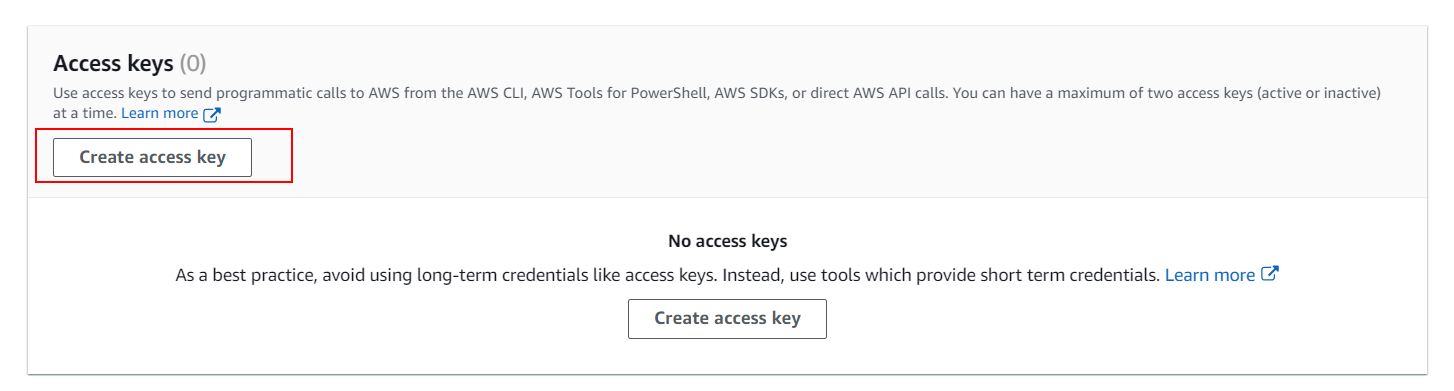 Access keys (0)
Use access keys to send programmatic calls to AWS from the AWS CLI, AWS Tools for PowerShell, AWS SDKs, or direct AWS API calls. You can have a maximum of two access keys (active or inactive)
at a time. Learn more
Create access key
No access keys
As a best practice, avoid using long-term credentials like access keys. Instead, use tools which provide short term credentials. Learn more
Create access key